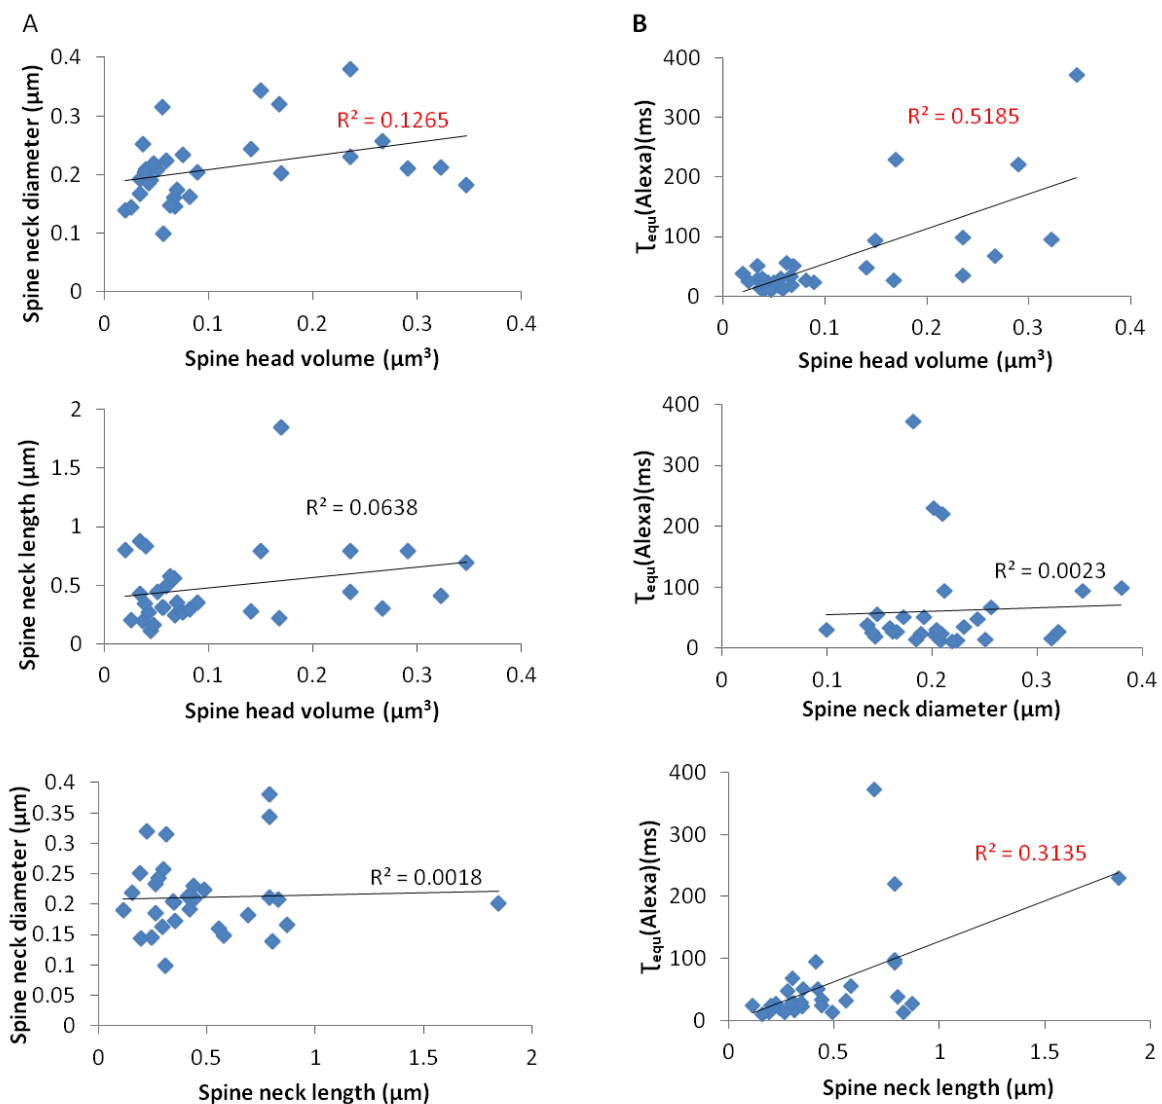 A
Spine neck diameter (µm)
0.4
0.3
0.2
0.1
0
R² = 0.1265
0 0.1 0.2 0.3 0.4
Spine head volume (µm³)
Spine neck length (µm)
2
1.5
1
0.5
0
R² = 0.0638
0 0.1 0.2 0.3 0.4
Spine head volume (µm³)
Spine neck diameter (µm)
0.4
0.35
0.3
0.25
0.2
0.15
0.1
0.05
0
R² = 0.0018
0 0.5 1 1.5 2
Spine neck length (µm)
B
τequ(Alexa)(ms)
400
300
200
100
0
R² = 0.5185
0 0.1 0.2 0.3 0.4
Spine head volume (µm³)
τequ(Alexa)(ms)
400
300
200
100
0
R² = 0.0023
0 0.1 0.2 0.3 0.4
Spine neck diameter (µm)
τequ(Alexa)(ms)
400
300
200
100
0
R² = 0.3135
0 0.5 1 1.5 2
Spine neck length (µm)